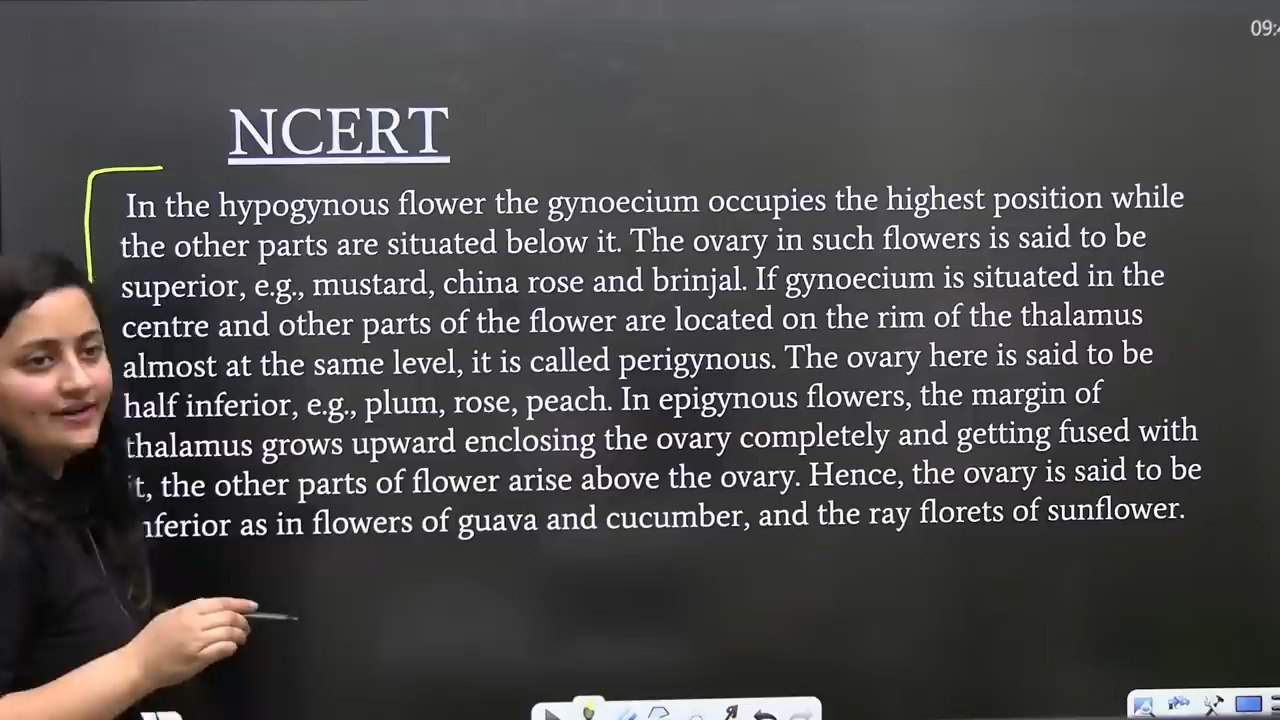 09:4
NCERT
In the hypogynous flower the gynoecium occupies the highest position while
the other parts are situated below it. The ovary in such flowers is said to be
superior, e.g., mustard, china rose and brinjal. If gynoecium is situated in the
centre and other parts of the flower are located on the rim of the thalamus
almost at the same level, it is called perigynous. The ovary here is said to be
half inferior, e.g., plum, rose, peach. In epigynous flowers, the margin of
thalamus grows upward enclosing the ovary completely and getting fused with
it, the other parts of flower arise above the ovary. Hence, the ovary is said to be
inferior as in flowers of guava and cucumber, and the ray florets of sunflower.